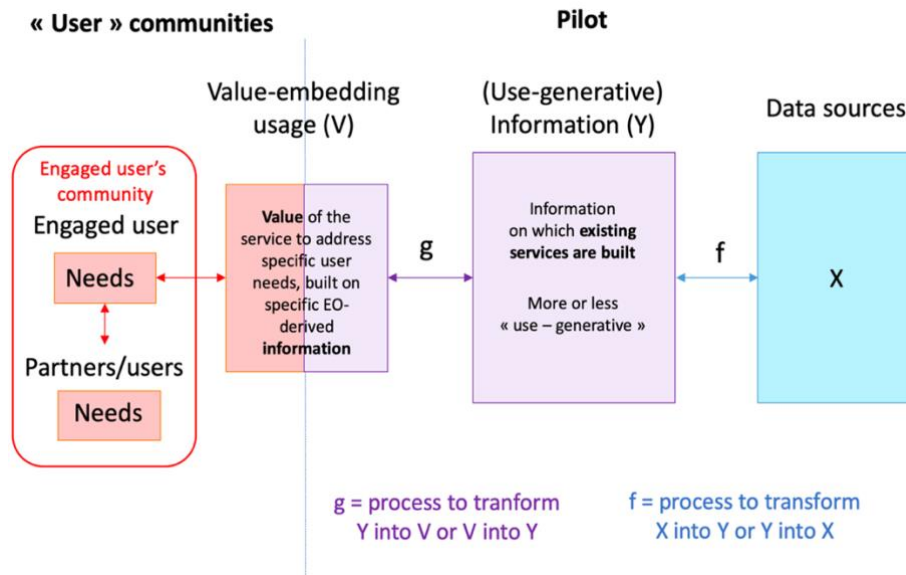 « User » communities
Pilot
Value-embedding
usage (V)
(Use-generative)
Information (Y)
Data sources
Engaged user's
community
Engaged user
Needs
Partners/users
Needs
Value of the
service to address
specific user
needs, built on
specific EO-
derived
information
g
Information
on which existing
services are built
More or less
« use – generative »
f
X
g = process to tranform
Y into V or V into Y
f = process to transform
X into Y or Y into X